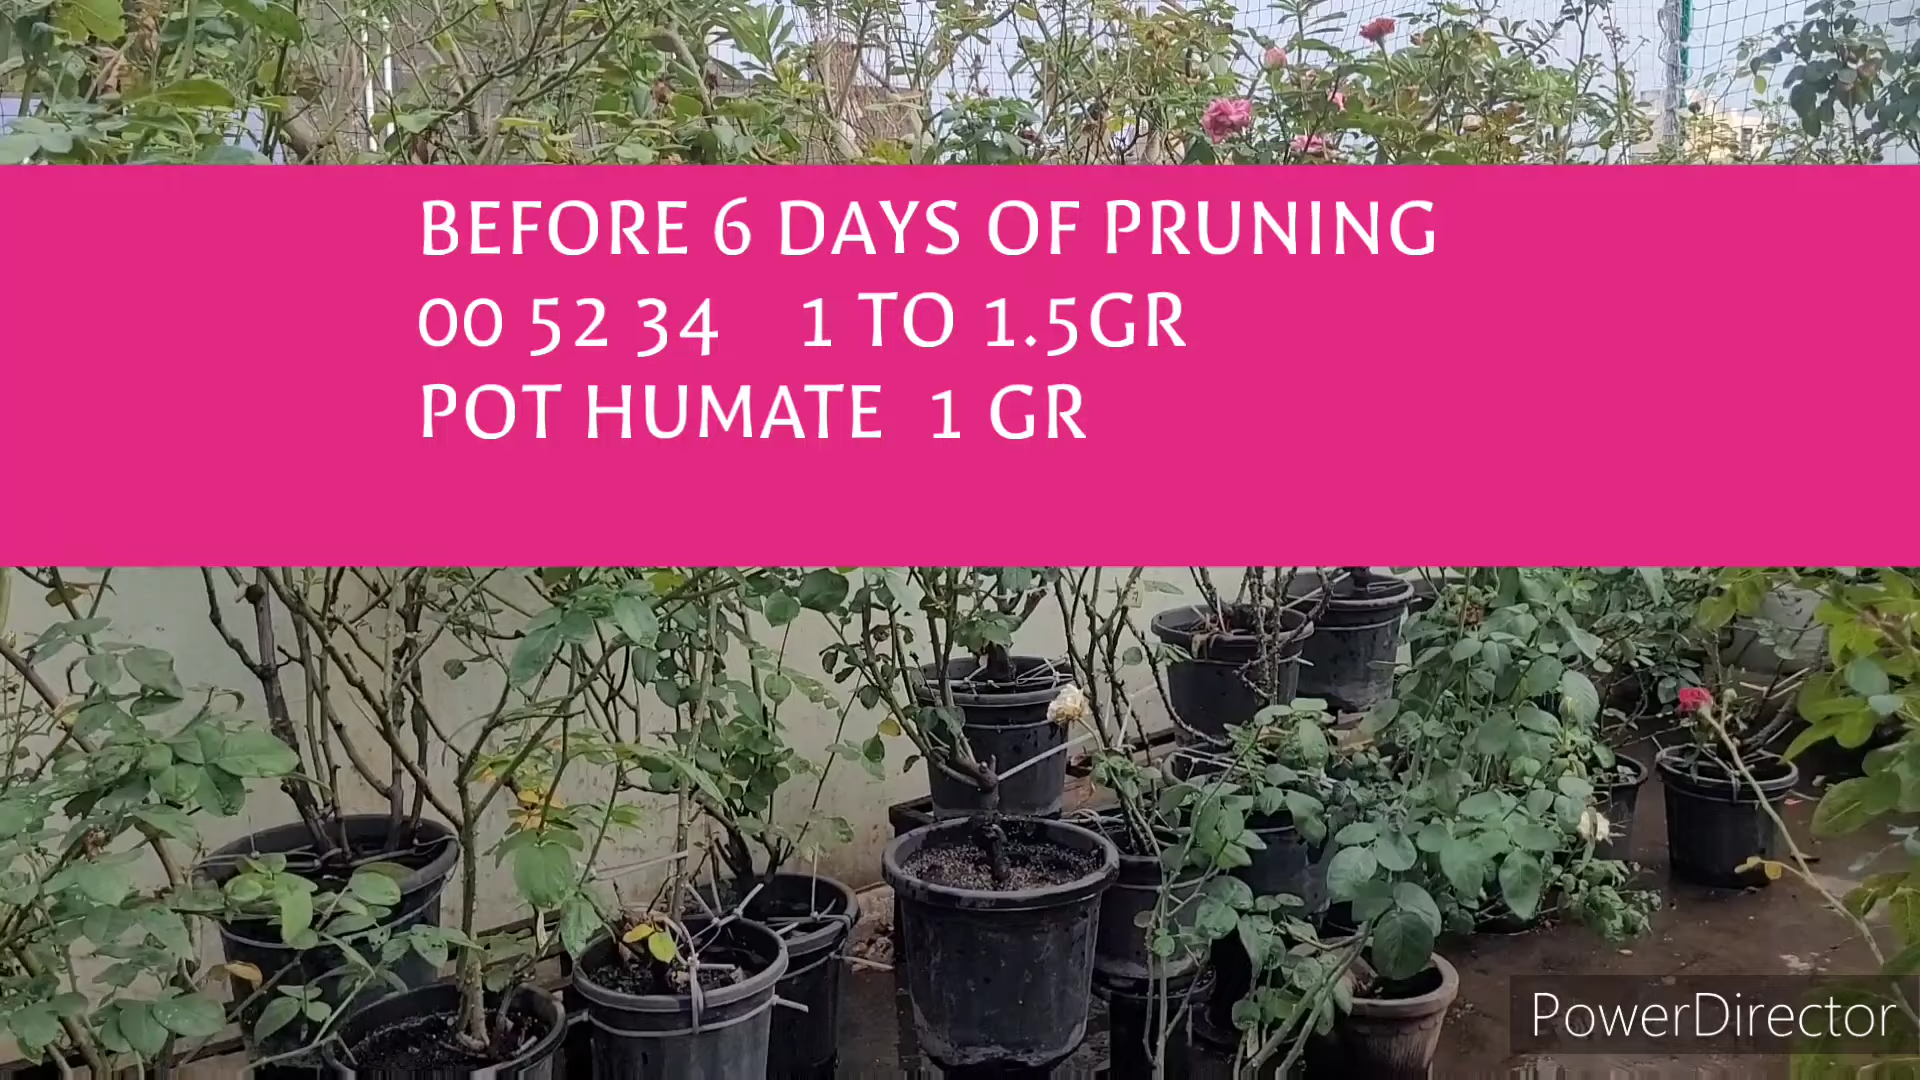 BEFORE 6 DAYS OF PRUNING
00 52 34 1 TO 1.5GR
POT HUMATE 1 GR
PowerDirector